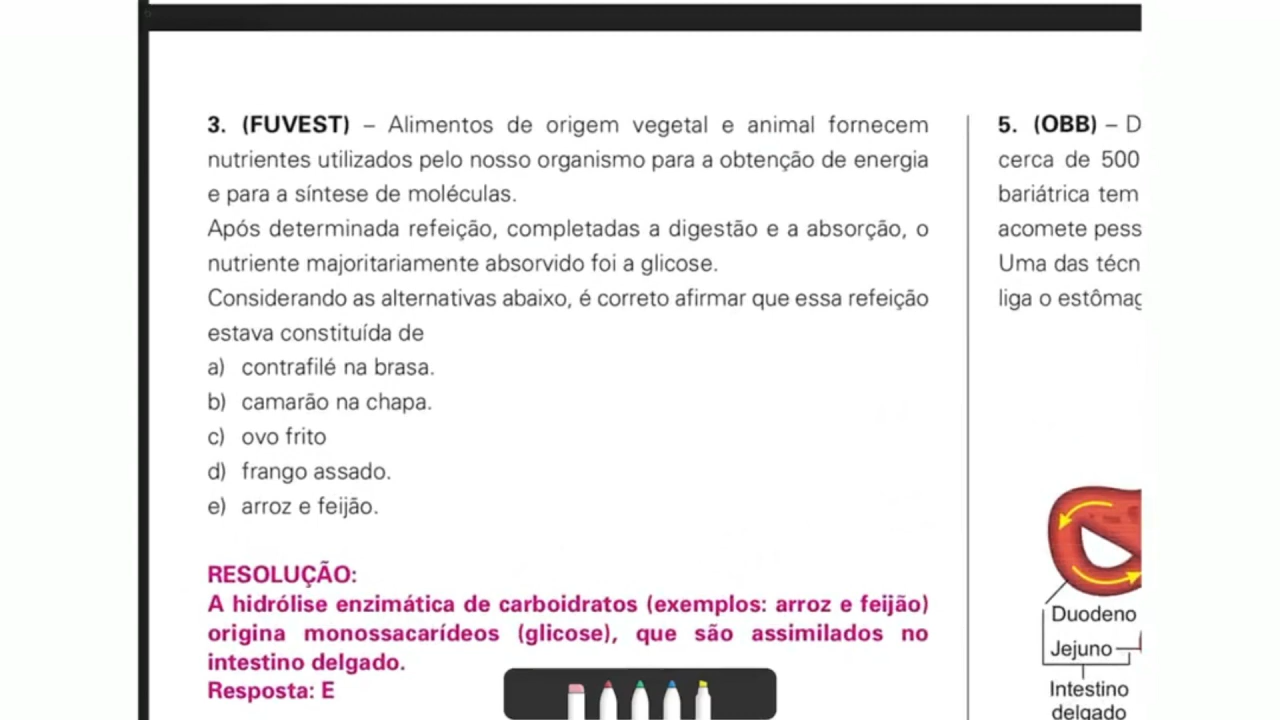 3. (FUVEST) – Alimentos de origem vegetal e animal fornecem
nutrientes utilizados pelo nosso organismo para a obtenção de energia
e para a síntese de moléculas.
Após determinada refeição, completadas a digestão e a absorção, o
nutriente majoritariamente absorvido foi a glicose.
Considerando as alternativas abaixo, é correto afirmar que essa refeição
estava constituída de
a) contrafilé na brasa.
b) camarão na chapa.
c) ovo frito
d) frango assado.
e) arroz e feijão.
RESOLUÇÃO:
A hidrólise enzimática de carboidratos (exemplos: arroz e feijão)
origina monossacarídeos (glicose), que são assimilados no
intestino delgado.
Resposta: E
5. (OBB) – D
cerca de 500
bariátrica tem
acomete pess
Uma das técn
liga o estômag
Duodeno
Jejuno
Intestino
delgado